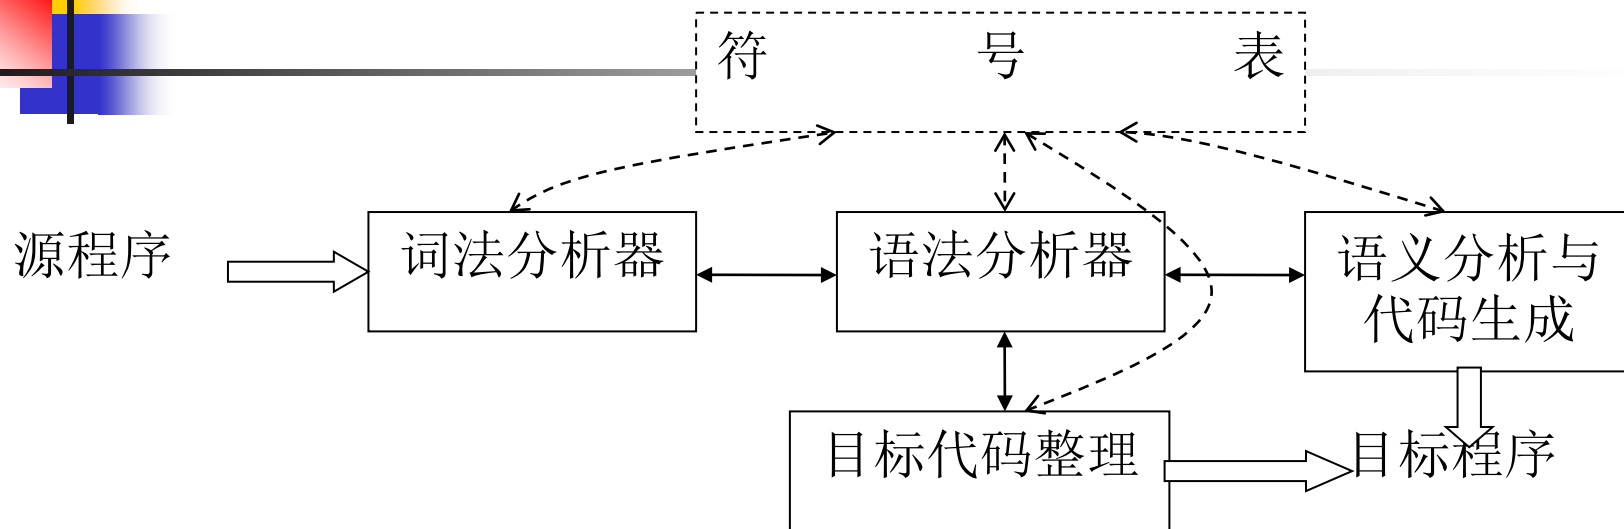 符 号 表
源程序
词法分析器
语法分析器
语义分析与
代码生成
目标代码整理
目标程序